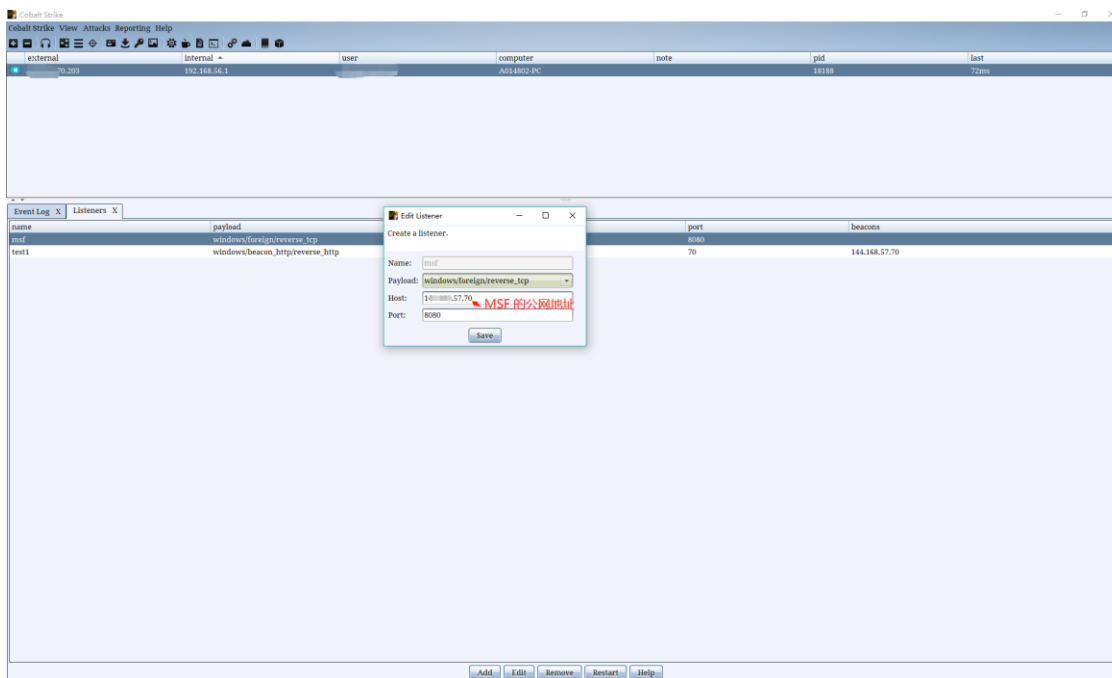 Cobalt Strike
Cobalt Strike View Attacks Reporting Help
external internal user computer note pid last
70.203 192.168.56.1 A014802-PC 18188 72ms
Event Log X Listeners X
name payload port beacons
msf windows/foreign/reverse_tcp 8080
test1 windows/beacon_http/reverse_http 70 144.168.57.70
Edit Listener
Create a listener.
Name: msf
Payload: windows/foreign/reverse_tcp
Host: 14 .57.70 MSF 的公网地址
Port: 8080
Save
Add Edit Remove Restart Help